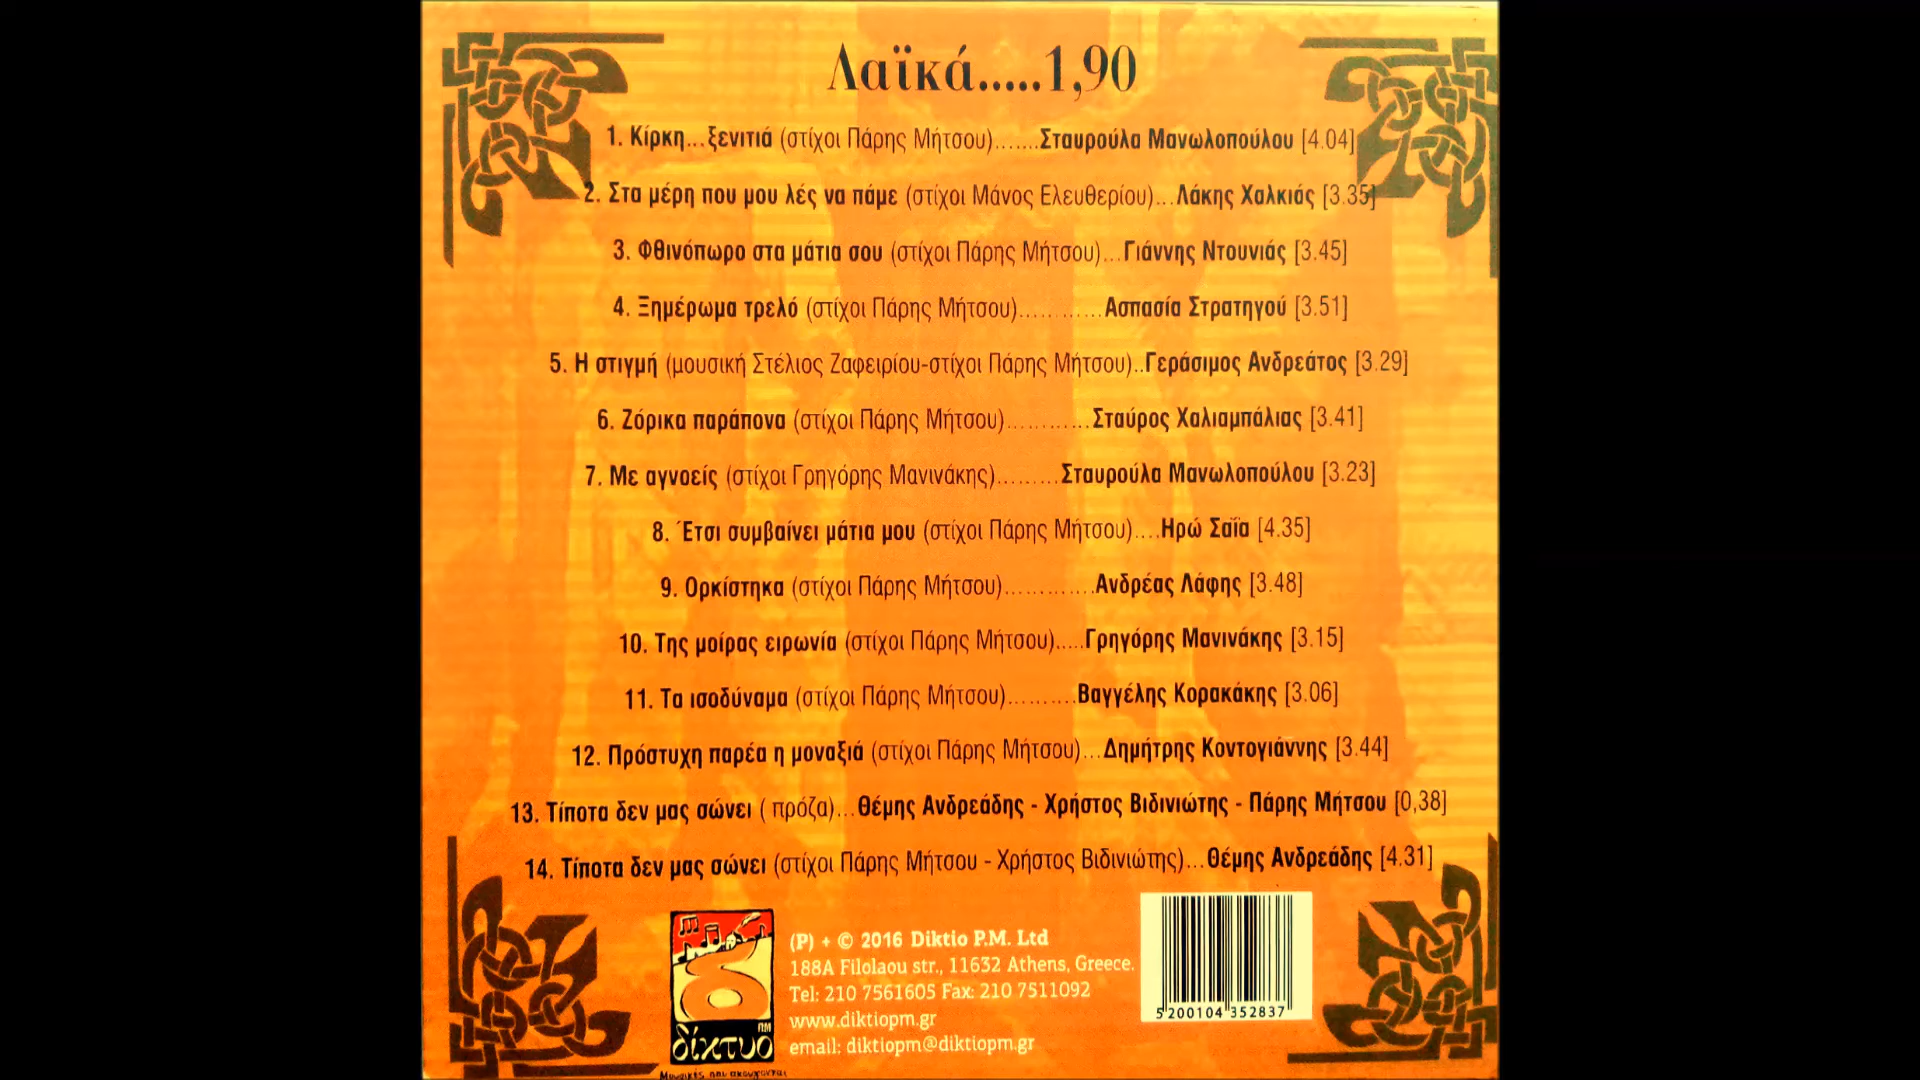 Λαϊκά.....1,90
1. Κίρκη...ξενιτιά (στίχοι Πάρης Μήτσου).......Σταυρούλα Μανωλοπούλου [4.04]
2. Στα μέρη που μου λές να πάμε (στίχοι Μάνος Ελευθερίου)...Λάκης Χαλκιάς [3.35]
3. Φθινόπωρο στα μάτια σου (στίχοι Πάρης Μήτσου)...Γιάννης Ντουνιάς [3.45]
4. Ξημέρωμα τρελό (στίχοι Πάρης Μήτσου)............Ασπασία Στρατηγού [3.51]
5. Η στιγμή (μουσική Στέλιος Ζαφειρίου-στίχοι Πάρης Μήτσου)..Γεράσιμος Ανδρεάτος [3.29]
6. Ζόρικα παράπονα (στίχοι Πάρης Μήτσου)............Σταύρος Χαλιαμπάλιας [3.41]
7. Με αγνοείς (στίχοι Γρηγόρης Μανινάκης).........Σταυρούλα Μανωλοπούλου [3.23]
8. Έτσι συμβαίνει μάτια μου (στίχοι Πάρης Μήτσου)....Ηρώ Σαΐα [4.35]
9. Ορκίστηκα (στίχοι Πάρης Μήτσου).............Ανδρέας Λάφης [3.48]
10. Της μοίρας ειρωνία (στίχοι Πάρης Μήτσου).....Γρηγόρης Μανινάκης [3.15]
11. Τα ισοδύναμα (στίχοι Πάρης Μήτσου)..........Βαγγέλης Κορακάκης [3.06]
12. Πρόστυχη παρέα η μοναξιά (στίχοι Πάρης Μήτσου)...Δημήτρης Κοντογιάννης [3.44]
13. Τίποτα δεν μας σώνει ( πρόζα)...Θέμης Ανδρεάδης - Χρήστος Βιδινιώτης - Πάρης Μήτσου [0,38]
14. Τίποτα δεν μας σώνει (στίχοι Πάρης Μήτσου - Χρήστος Βιδινιώτης)...Θέμης Ανδρεάδης [4.31]
(P) + © 2016 Diktio P.M. Ltd
188A Filolaou str., 11632 Athens, Greece.
Tel: 210 7561605 Fax: 210 7511092
www.diktiopm.gr
email: diktiopm@diktiopm.gr
δ
ΠΜ
δίκτυο
Μουσικές που ακούγονται
5 200104 352837